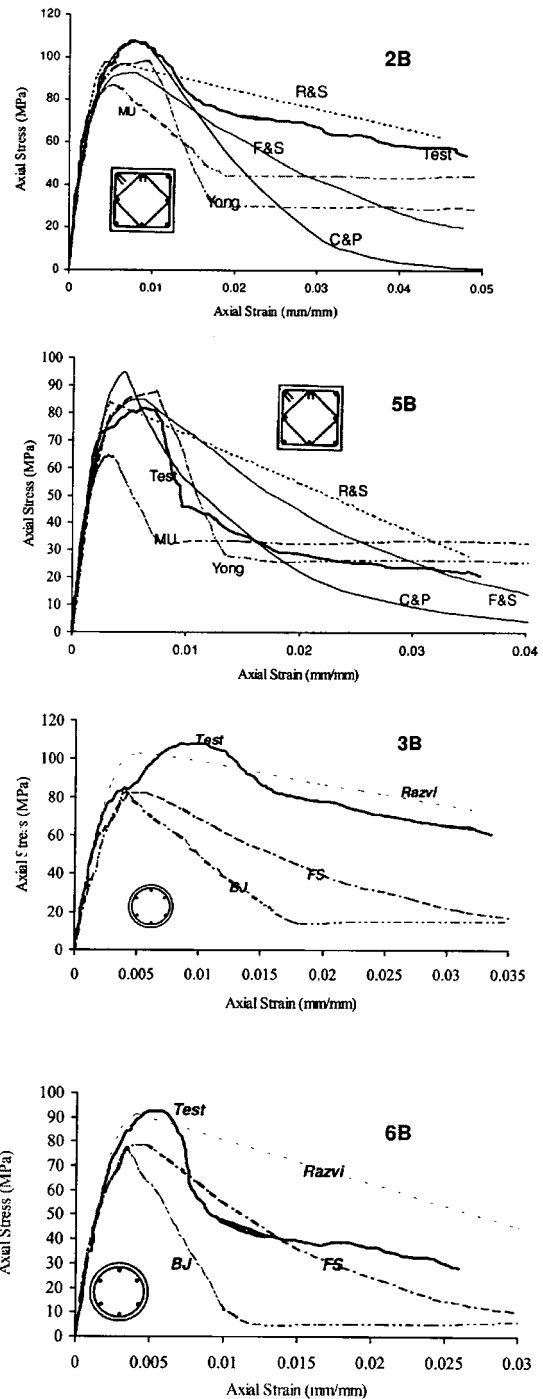 120
2B
100
R&S
80
MU
F&S
Test
60
40
Yong
20
C&P
0
0 0.01 0.02 0.03 0.04 0.05
Axial Stress (MPa)
Axial Strain (mm/mm)
100
90
5B
80
70
Test
R&S
60
50
40
MU
30
Yong
20
C&P F&S
10
0
0 0.01 0.02 0.03 0.04
Axial Stress (MPa)
Axial Strain (mm/mm)
120
Test
3B
100
Razvi
80
60
BJ
FS
40
20
0
0 0.005 0.01 0.015 0.02 0.025 0.03 0.035
Axial Stress (MPa)
Axial Strain (mm/mm)
100
Test
90
6B
80
70
Razvi
60
50
40
BJ FS
30
20
10
0
0 0.005 0.01 0.015 0.02 0.025 0.03
Axial Stress (MPa)
Axial Strain (mm/mm)